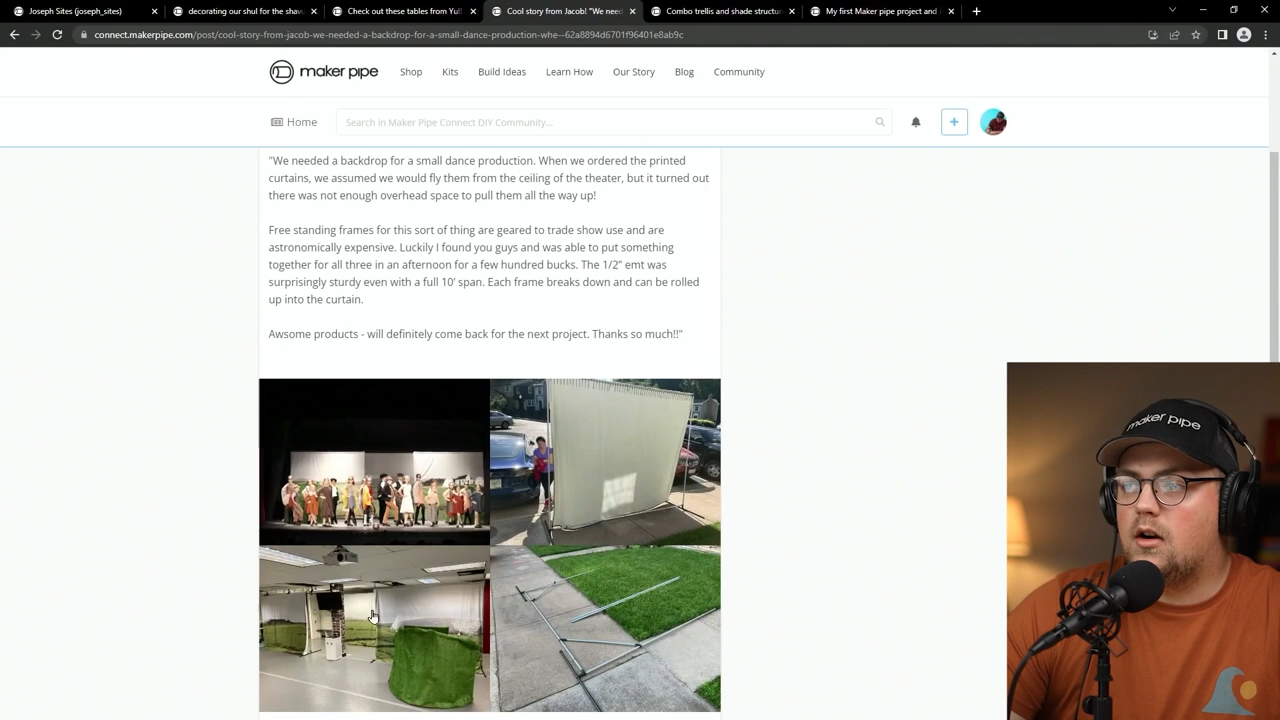 Joseph Sites (joseph_sites)
decorating our shul for the shav
Check out these tables from Yul
Cool story from Jacob! "We need
Combo trellis and shade structur
My first Maker pipe project and
connect.makerpipe.com/post/cool-story-from-jacob-we-needed-a-backdrop-for-a-small-dance-production-whe--62a8894d6701f96401e8ab9c
maker pipe
Shop
Kits
Build Ideas
Learn How
Our Story
Blog
Community
Home
Search in Maker Pipe Connect DIY Community...
"We needed a backdrop for a small dance production. When we ordered the printed
curtains, we assumed we would fly them from the ceiling of the theater, but it turned out
there was not enough overhead space to pull them all the way up!
Free standing frames for this sort of thing are geared to trade show use and are
astronomically expensive. Luckily I found you guys and was able to put something
together for all three in an afternoon for a few hundred bucks. The 1/2" emt was
surprisingly sturdy even with a full 10' span. Each frame breaks down and can be rolled
up into the curtain.
Awsome products - will definitely come back for the next project. Thanks so much!!"
maker pipe